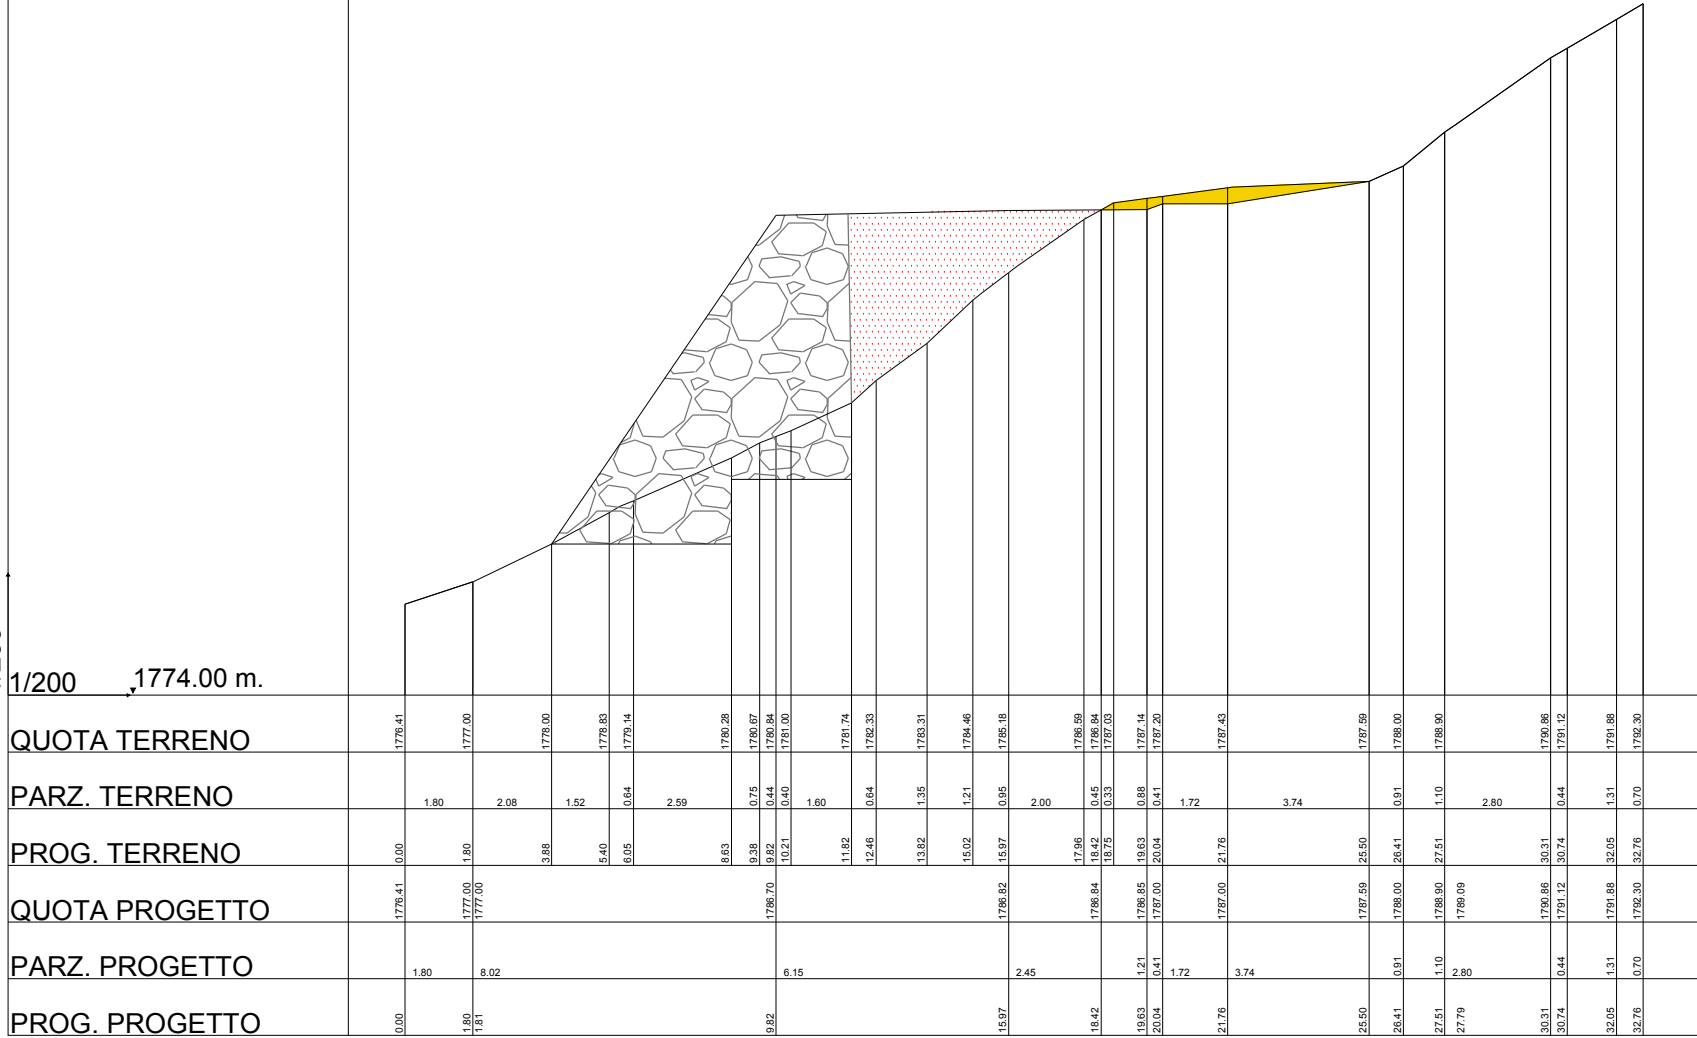 1/200 1774.00 m.
QUOTA TERRENO 1776.41 1777.00 1778.00 1778.83 1779.14 1780.28 1780.67 1780.84 1781.00 1781.74 1782.33 1783.31 1784.46 1785.18 1786.59 1786.84 1787.03 1787.14 1787.20 1787.43 1787.59 1788.00 1788.90 1790.86 1791.12 1791.88 1792.30
PARZ. TERRENO 1.80 2.08 1.52 0.64 2.59 0.75 0.44 0.40 1.60 0.64 1.35 1.21 0.95 2.00 0.45 0.33 0.88 0.41 1.72 3.74 0.91 1.10 2.80 0.44 1.31 0.70
PROG. TERRENO 0.00 1.80 3.88 5.40 6.05 8.63 9.38 9.82 10.21 11.82 12.46 13.82 15.02 15.97 17.96 18.42 18.75 19.63 20.04 21.76 25.50 26.41 27.51 30.31 30.74 32.05 32.76
QUOTA PROGETTO 1776.41 1777.00 1777.00 1786.70 1786.82 1786.84 1786.85 1787.00 1787.00 1787.59 1788.00 1788.90 1789.09 1790.86 1791.12 1791.88 1792.30
PARZ. PROGETTO 1.80 8.02 6.15 2.45 1.21 0.41 1.72 3.74 0.91 1.10 2.80 0.44 1.31 0.70
PROG. PROGETTO 0.00 1.80 1.81 9.82 15.97 18.42 19.63 20.04 21.76 25.50 26.41 27.51 27.79 30.31 30.74 32.05 32.76